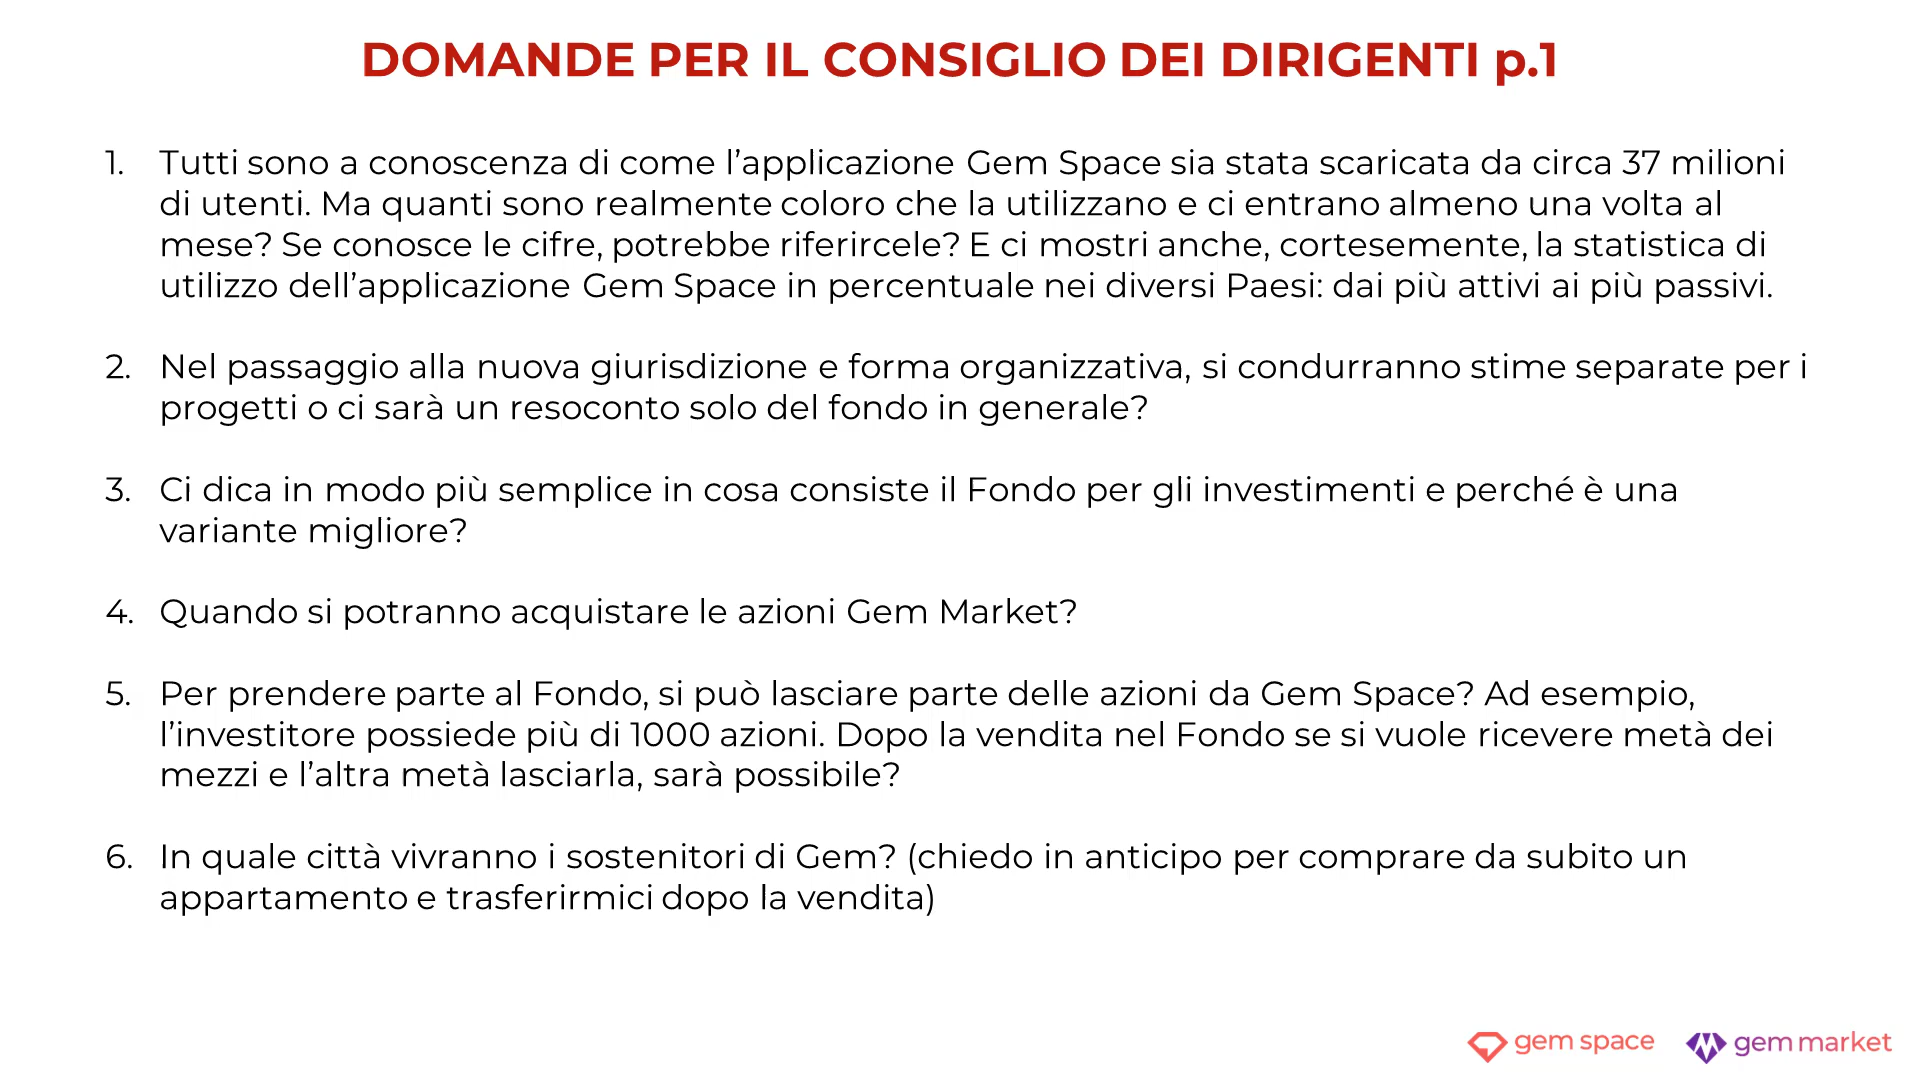 DOMANDE PER IL CONSIGLIO DEI DIRIGENTI p.1
1. Tutti sono a conoscenza di come l’applicazione Gem Space sia stata scaricata da circa 37 milioni
di utenti. Ma quanti sono realmente coloro che la utilizzano e ci entrano almeno una volta al
mese? Se conosce le cifre, potrebbe riferircele? E ci mostri anche, cortesemente, la statistica di
utilizzo dell’applicazione Gem Space in percentuale nei diversi Paesi: dai più attivi ai più passivi.
2. Nel passaggio alla nuova giurisdizione e forma organizzativa, si condurranno stime separate per i
progetti o ci sarà un resoconto solo del fondo in generale?
3. Ci dica in modo più semplice in cosa consiste il Fondo per gli investimenti e perché è una
variante migliore?
4. Quando si potranno acquistare le azioni Gem Market?
5. Per prendere parte al Fondo, si può lasciare parte delle azioni da Gem Space? Ad esempio,
l’investitore possiede più di 1000 azioni. Dopo la vendita nel Fondo se si vuole ricevere metà dei
mezzi e l’altra metà lasciarla, sarà possibile?
6. In quale città vivranno i sostenitori di Gem? (chiedo in anticipo per comprare da subito un
appartamento e trasferirmici dopo la vendita)
gem space
gem market